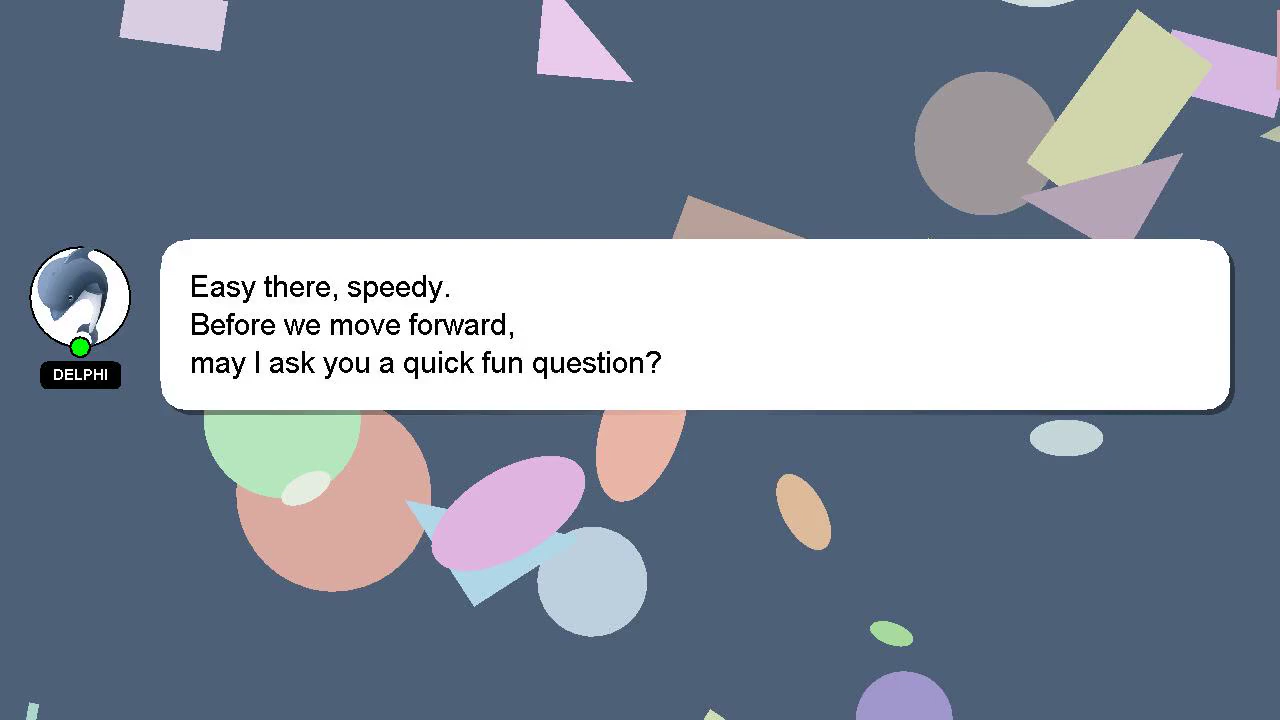 Easy there, speedy.
Before we move forward,
may I ask you a quick fun question?
DELPHI